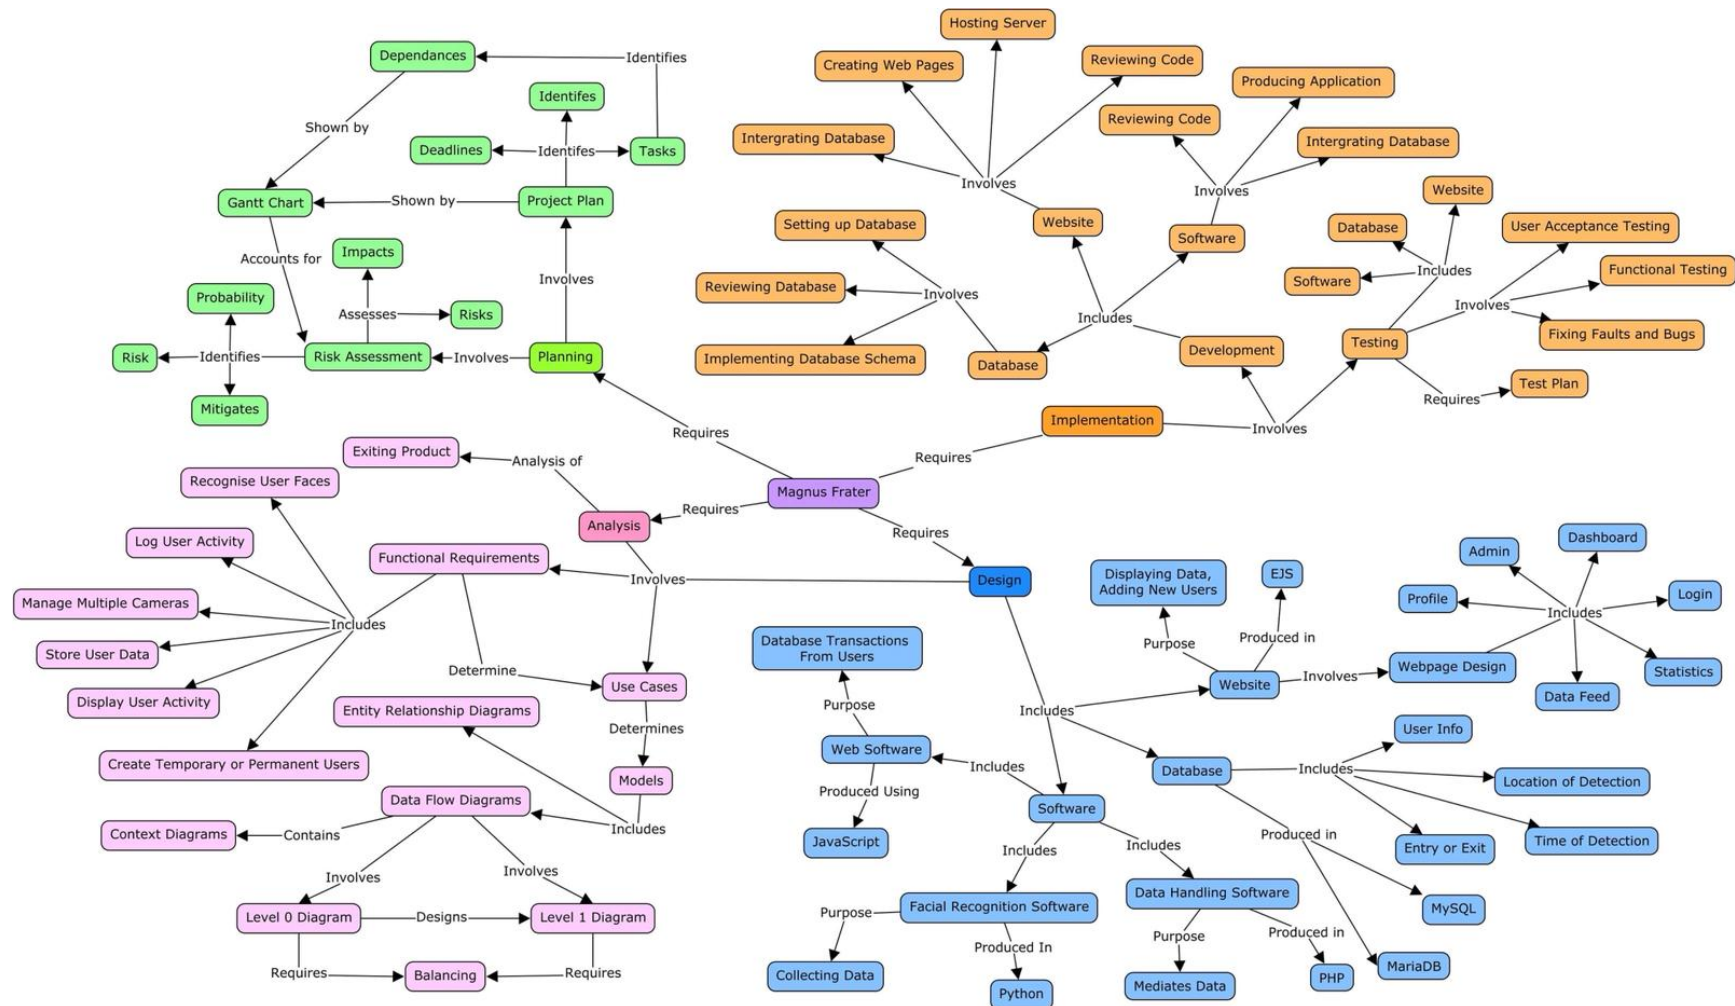 Hosting Server
Dependances
Identifies
Creating Web Pages
Reviewing Code
Producing Application
Identifes
Reviewing Code
Shown by
Intergrating Database
Intergrating Database
Deadlines
Identifes
Tasks
Involves
Involves
Website
Gantt Chart
Shown by
Project Plan
Setting up Database
Website
Software
Database
User Acceptance Testing
Impacts
Accounts for
Involves
Includes
Software
Functional Testing
Reviewing Database
Involves
Probability
Assesses
Risks
Includes
Involves
Fixing Faults and Bugs
Risk
Identifies
Risk Assessment
Involves
Planning
Implementing Database Schema
Database
Development
Testing
Test Plan
Requires
Mitigates
Implementation
Involves
Requires
Requires
Exiting Product
Analysis of
Recognise User Faces
Magnus Frater
Requires
Analysis
Requires
Log User Activity
Functional Requirements
Involves
Design
Displaying Data,
Adding New Users
EJS
Admin
Dashboard
Manage Multiple Cameras
Includes
Profile
Includes
Login
Store User Data
Database Transactions
From Users
Purpose
Produced in
Determine
Use Cases
Website
Involves
Webpage Design
Statistics
Display User Activity
Entity Relationship Diagrams
Purpose
Includes
Data Feed
Determines
User Info
Create Temporary or Permanent Users
Models
Web Software
Includes
Database
Includes
Location of Detection
Data Flow Diagrams
Produced Using
Software
Context Diagrams
Contains
Includes
JavaScript
Includes
Includes
Produced in
Entry or Exit
Time of Detection
Involves
Involves
Facial Recognition Software
Data Handling Software
MySQL
Level 0 Diagram
Designs
Level 1 Diagram
Purpose
Produced In
Purpose
Produced in
Requires
Balancing
Requires
Collecting Data
Python
Mediates Data
PHP
MariaDB